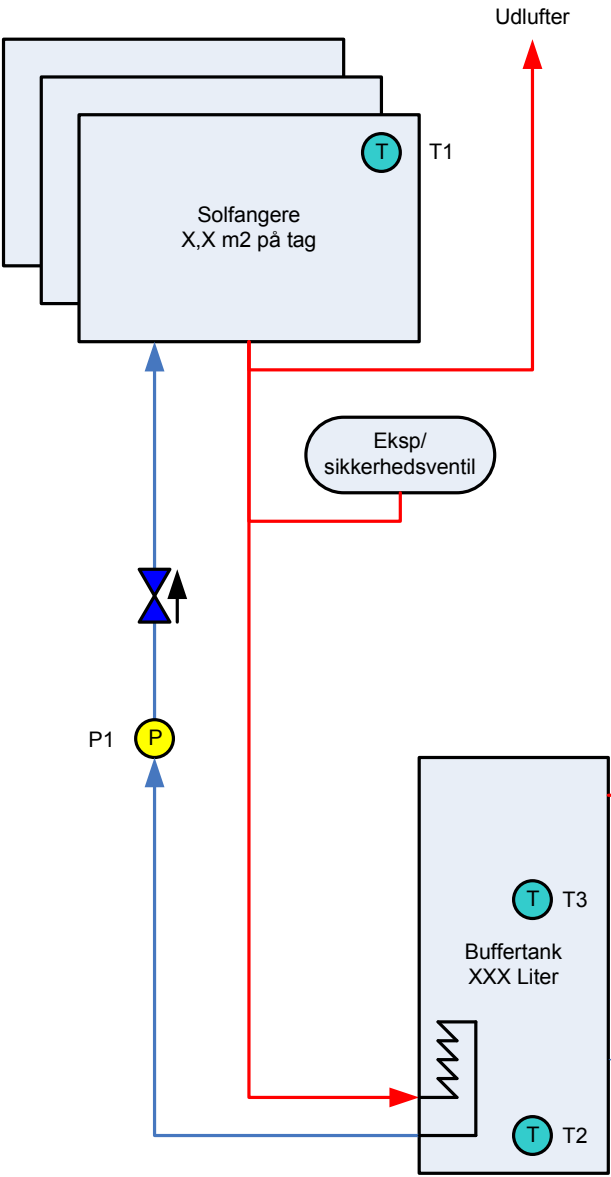 Udlufter
T T1
Solfangere
X,X m2 på tag
Eksp/
sikkerhedsventil
P1 P
T T3
Buffertank
XXX Liter
T T2